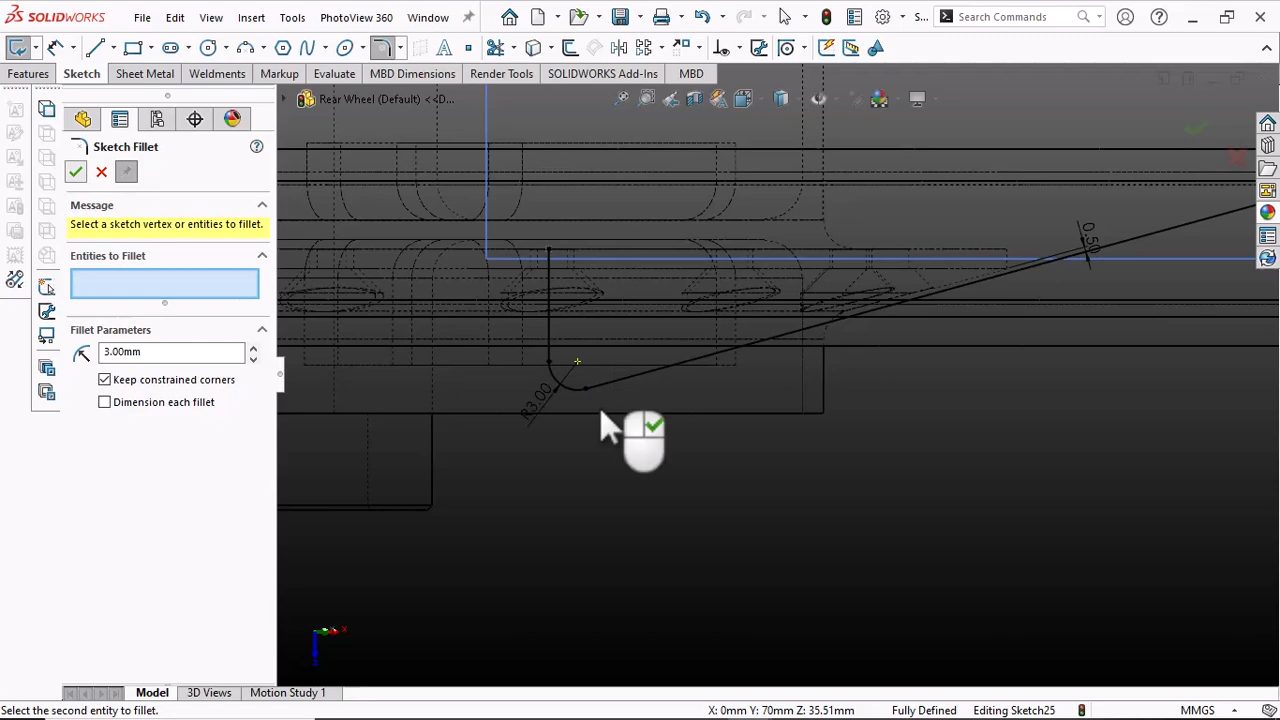 SOLIDWORKS File Edit View Insert Tools PhotoView 360 Window S... Search Commands
Features Sketch Sheet Metal Weldments Markup Evaluate MBD Dimensions Render Tools SOLIDWORKS Add-Ins MBD
Rear Wheel (Default) <<D...
Sketch Fillet
Message
Select a sketch vertex or entities to fillet.
Entities to Fillet
Fillet Parameters
3.00mm
Keep constrained corners
Dimension each fillet
0.50
R3.00
x
Model 3D Views Motion Study 1
Select the second entity to fillet. X: 0mm Y: 70mm Z: 35.51mm Fully Defined Editing Sketch25 MMGS